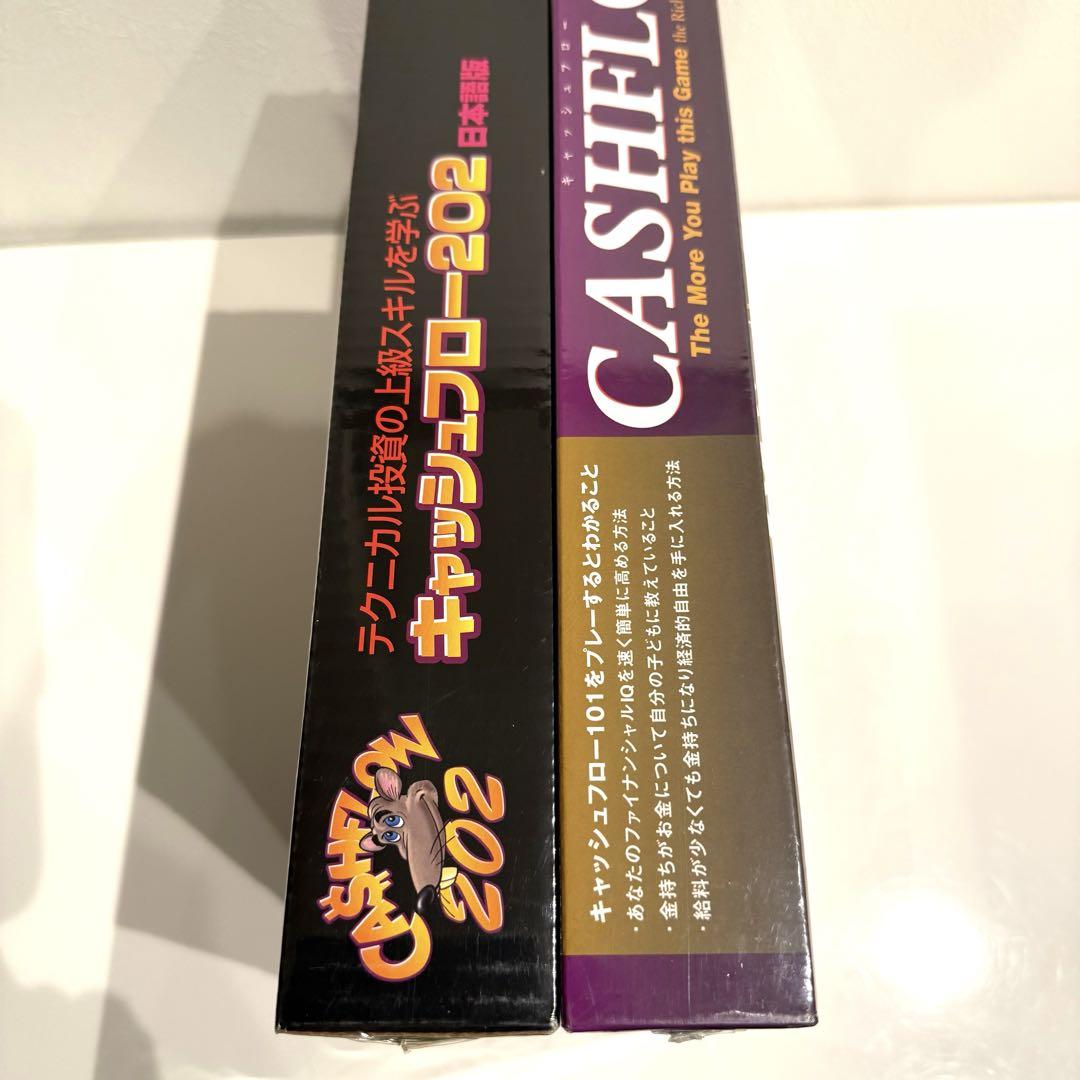 テクニカル投資の上級スキルを学ぶ
キャッシュフロー202 日本語版
CASHFLOW
202
キャッシュフロー
CASHFLO
The More You Play this Game the Rich
キャッシュフロー101をプレーするとわかること
・あなたのファイナンシャルIQを速く簡単に高める方法
・金持ちがお金について自分の子どもに教えていること
・給料が少なくても金持ちになり経済的自由を手に入れる方法